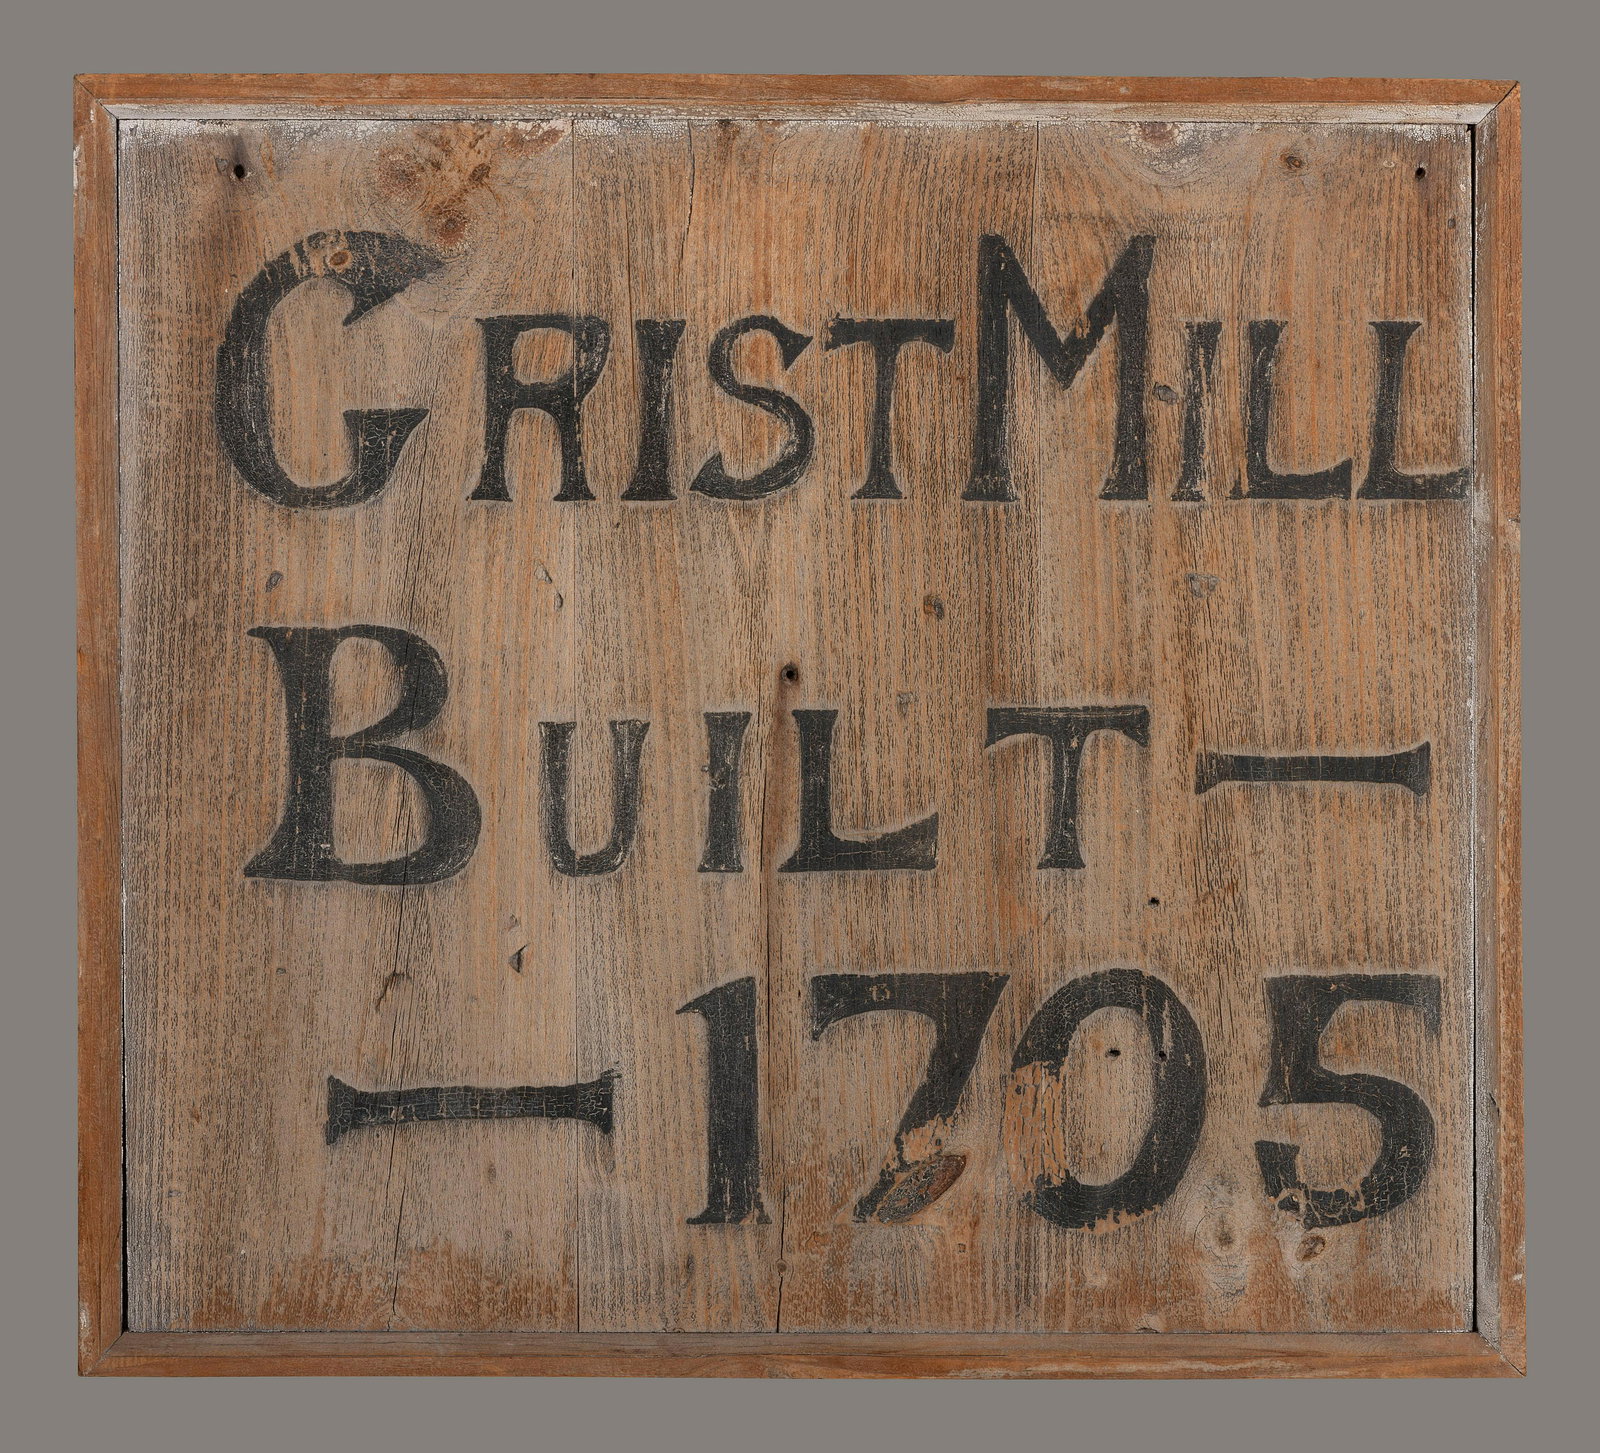 GRIST MILL
BUILT —
— 1705